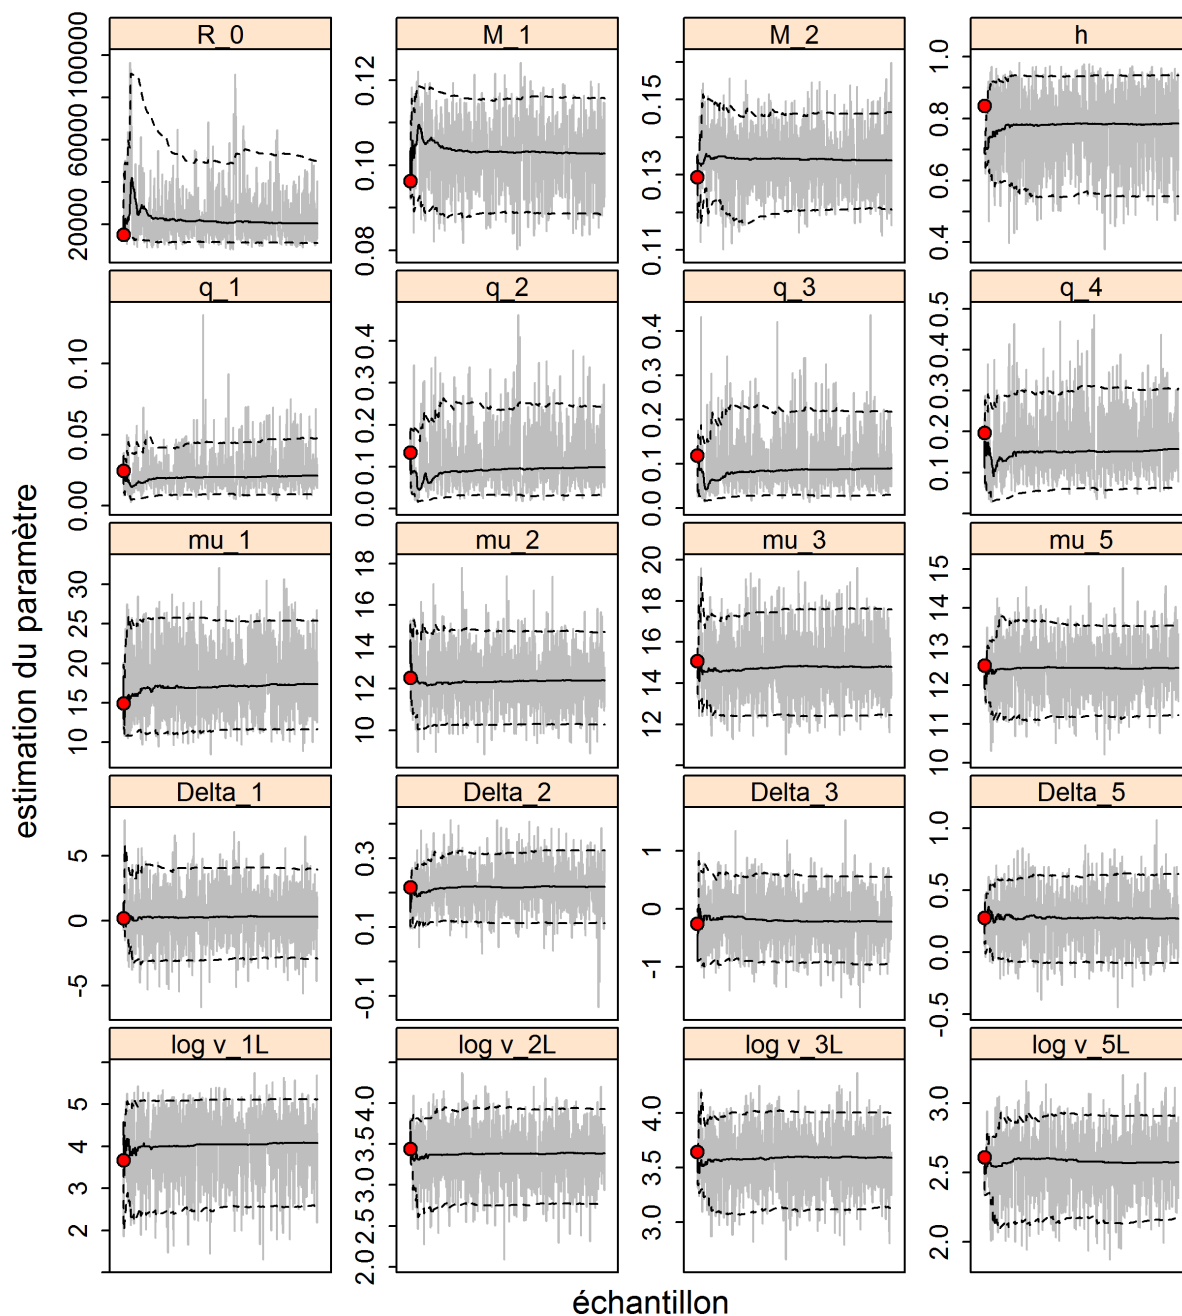 estimation du paramètre
R_0
20000 60000 100000
M_1
0.08 0.10 0.12
M_2
0.11 0.13 0.15
h
0.4 0.6 0.8 1.0
q_1
0.00 0.05 0.10
q_2
0.0 0.1 0.2 0.3 0.4
q_3
0.0 0.1 0.2 0.3 0.4
q_4
0.1 0.2 0.3 0.4 0.5
mu_1
10 15 20 25 30
mu_2
10 12 14 16 18
mu_3
12 14 16 18 20
mu_5
10 11 12 13 14 15
Delta_1
-5 0 5
Delta_2
-0.1 0.1 0.3
Delta_3
-1 0 1
Delta_5
-0.5 0.0 0.5 1.0
log v_1L
2 3 4 5
log v_2L
2.0 2.5 3.0 3.5 4.0
log v_3L
3.0 3.5 4.0
log v_5L
2.0 2.5 3.0
échantillon